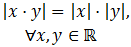 |x · y| = |x| · |y|,
∀x, y ∈ ℝ